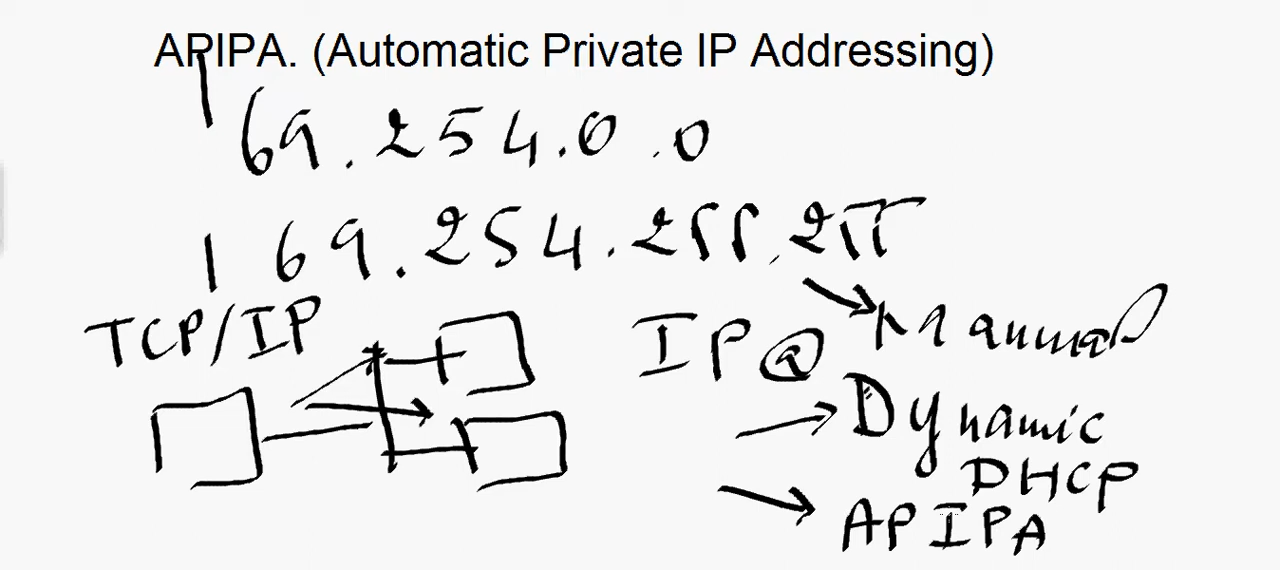 APIPA. (Automatic Private IP Addressing)
169.254.0.0
169.254.255.255
TCP/IP
IP@
Manual
Dynamic
DHCP
APIPA